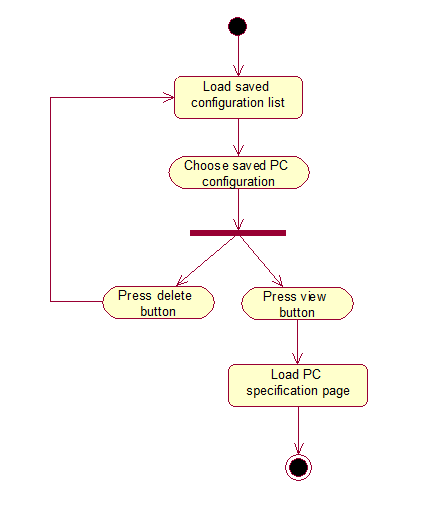 Load saved
configuration list
Choose saved PC
configuration
Press delete
button
Press view
button
Load PC
specification page